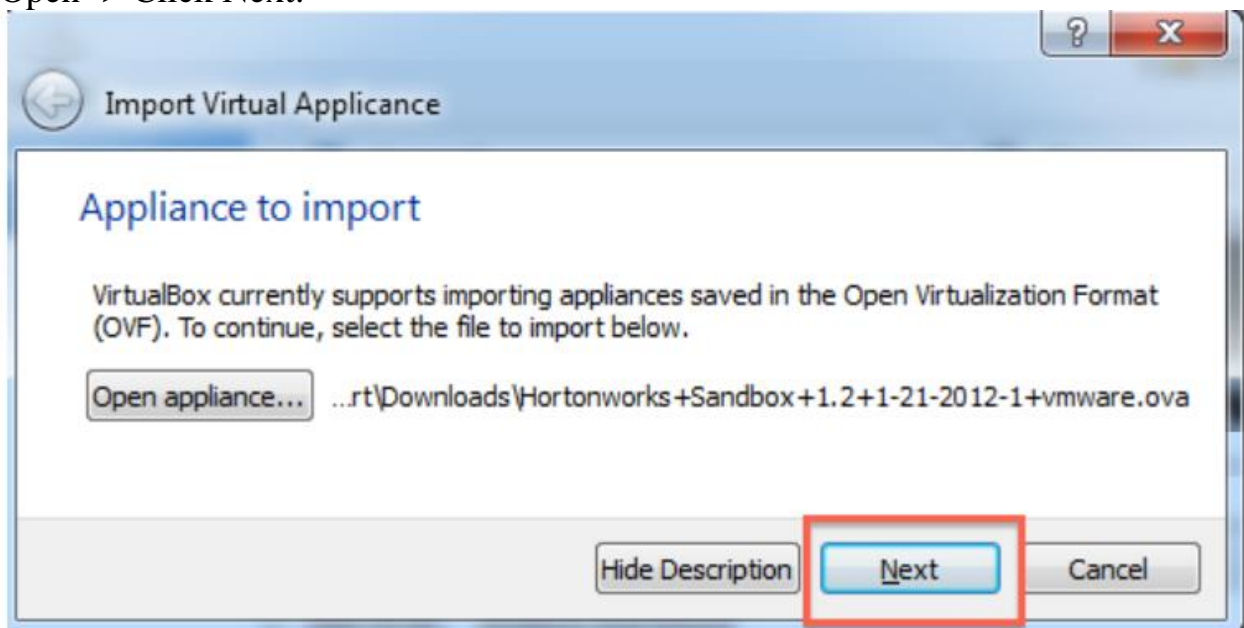 Open → Click Next.
Import Virtual Applicance
Appliance to import
VirtualBox currently supports importing appliances saved in the Open Virtualization Format
(OVF). To continue, select the file to import below.
Open appliance... ...rt\Downloads\Hortonworks+Sandbox+1.2+1-21-2012-1+vmware.ova
Hide Description Next Cancel